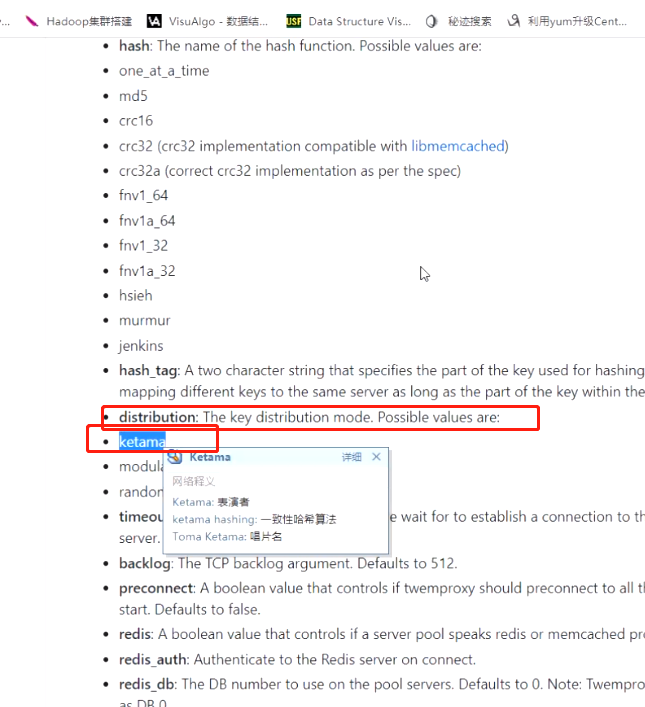 Hadoop集群搭建 VisuAlgo - 数据结... USF Data Structure Vis... 秘迹搜索 利用yum升级Cent...
hash: The name of the hash function. Possible values are:
one_at_a_time
md5
crc16
crc32 (crc32 implementation compatible with libmemcached)
crc32a (correct crc32 implementation as per the spec)
fnv1_64
fnv1a_64
fnv1_32
fnv1a_32
hsieh
murmur
jenkins
hash_tag: A two character string that specifies the part of the key used for hashing
mapping different keys to the same server as long as the part of the key within the
distribution: The key distribution mode. Possible values are:
ketama
Ketama 详细
modula
网络释义
random
Ketama: 表演者
ketama hashing: 一致性哈希算法
Toma Ketama: 唱片名
timeou e wait for to establish a connection to th
server.
backlog: The TCP backlog argument. Defaults to 512.
preconnect: A boolean value that controls if twemproxy should preconnect to all th
start. Defaults to false.
redis: A boolean value that controls if a server pool speaks redis or memcached pro
redis_auth: Authenticate to the Redis server on connect.
redis_db: The DB number to use on the pool servers. Defaults to 0. Note: Twempro
as DB 0